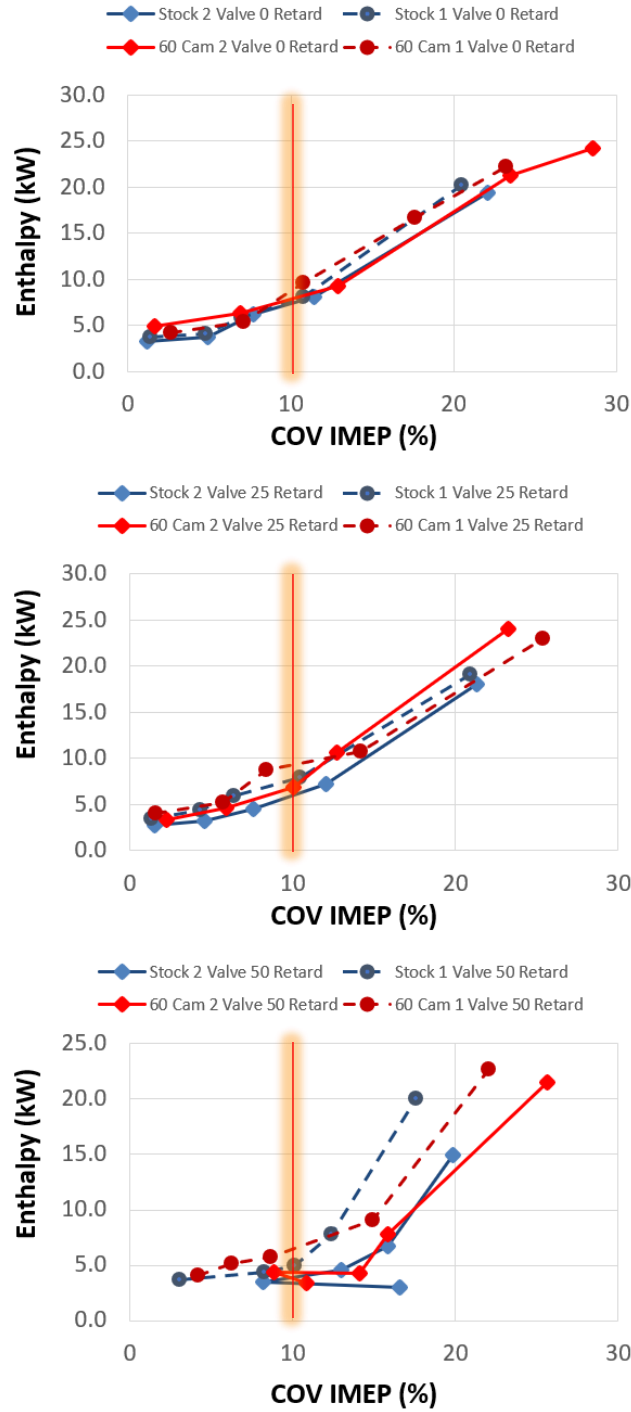 Stock 2 Valve 0 Retard
Stock 1 Valve 0 Retard
60 Cam 2 Valve 0 Retard
60 Cam 1 Valve 0 Retard
30.0
25.0
20.0
15.0
10.0
5.0
0.0
Enthalpy (kW)
0 10 20 30
COV IMEP (%)
Stock 2 Valve 25 Retard
Stock 1 Valve 25 Retard
60 Cam 2 Valve 25 Retard
60 Cam 1 Valve 25 Retard
30.0
25.0
20.0
15.0
10.0
5.0
0.0
Enthalpy (kW)
0 10 20 30
COV IMEP (%)
Stock 2 Valve 50 Retard
Stock 1 Valve 50 Retard
60 Cam 2 Valve 50 Retard
60 Cam 1 Valve 50 Retard
25.0
20.0
15.0
10.0
5.0
0.0
Enthalpy (kW)
0 10 20 30
COV IMEP (%)